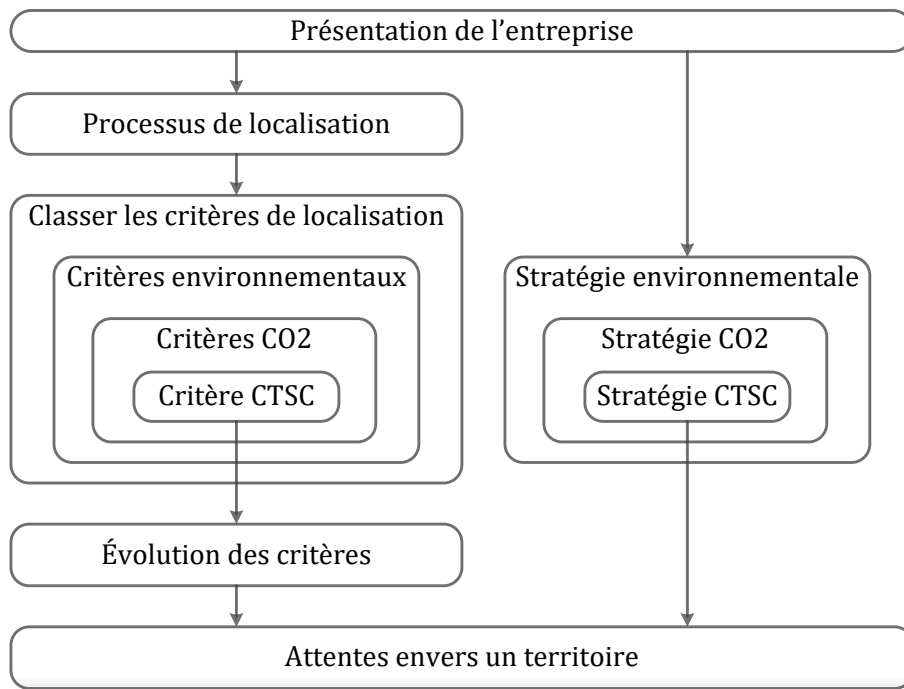 Présentation de l’entreprise
Processus de localisation
Classer les critères de localisation
Critères environnementaux
Critères CO2
Critère CTSC
Stratégie environnementale
Stratégie CO2
Stratégie CTSC
Évolution des critères
Attentes envers un territoire